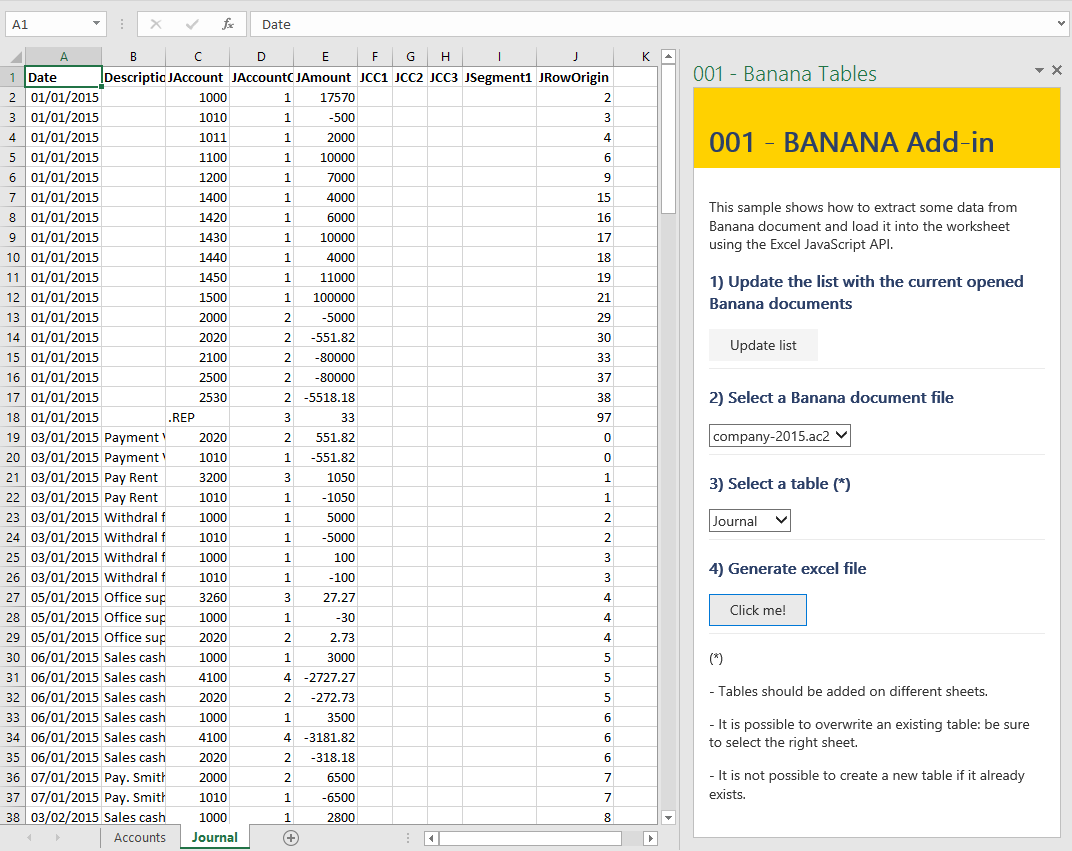 A1 fx Date
A B C D E F G H I J K
1 Date Descriptio JAccount JAccountC JAmount JCC1 JCC2 JCC3 JSegment1 JRowOrigin
2 01/01/2015 1000 1 17570 2
3 01/01/2015 1010 1 -500 3
4 01/01/2015 1011 1 2000 4
5 01/01/2015 1100 1 10000 6
6 01/01/2015 1200 1 7000 9
7 01/01/2015 1400 1 4000 15
8 01/01/2015 1420 1 6000 16
9 01/01/2015 1430 1 10000 17
10 01/01/2015 1440 1 4000 18
11 01/01/2015 1450 1 11000 19
12 01/01/2015 1500 1 100000 21
13 01/01/2015 2000 2 -5000 29
14 01/01/2015 2020 2 -551.82 30
15 01/01/2015 2100 2 -80000 33
16 01/01/2015 2500 2 -80000 37
17 01/01/2015 2530 2 -5518.18 38
18 01/01/2015 .REP 3 33 97
19 03/01/2015 Payment V 2020 2 551.82 0
20 03/01/2015 Payment V 1010 1 -551.82 0
21 03/01/2015 Pay Rent 3200 3 1050 1
22 03/01/2015 Pay Rent 1010 1 -1050 1
23 03/01/2015 Withdral f 1000 1 5000 2
24 03/01/2015 Withdral f 1010 1 -5000 2
25 03/01/2015 Withdral f 1000 1 100 3
26 03/01/2015 Withdral f 1010 1 -100 3
27 05/01/2015 Office sup 3260 3 27.27 4
28 05/01/2015 Office sup 1000 1 -30 4
29 05/01/2015 Office sup 2020 2 2.73 4
30 06/01/2015 Sales cash 1000 1 3000 5
31 06/01/2015 Sales cash 4100 4 -2727.27 5
32 06/01/2015 Sales cash 2020 2 -272.73 5
33 06/01/2015 Sales cash 1000 1 3500 6
34 06/01/2015 Sales cash 4100 4 -3181.82 6
35 06/01/2015 Sales cash 2020 2 -318.18 6
36 07/01/2015 Pay. Smith 2000 2 6500 7
37 07/01/2015 Pay. Smith 1010 1 -6500 7
38 03/02/2015 Sales cash 1000 1 2800 8
Accounts Journal
001 - Banana Tables
001 - BANANA Add-in
This sample shows how to extract some data from
Banana document and load it into the worksheet
using the Excel JavaScript API.
1) Update the list with the current opened
Banana documents
Update list
2) Select a Banana document file
company-2015.ac2
3) Select a table (*)
Journal
4) Generate excel file
Click me!
(*)
- Tables should be added on different sheets.
- It is possible to overwrite an existing table: be sure
to select the right sheet.
- It is not possible to create a new table if it already
exists.